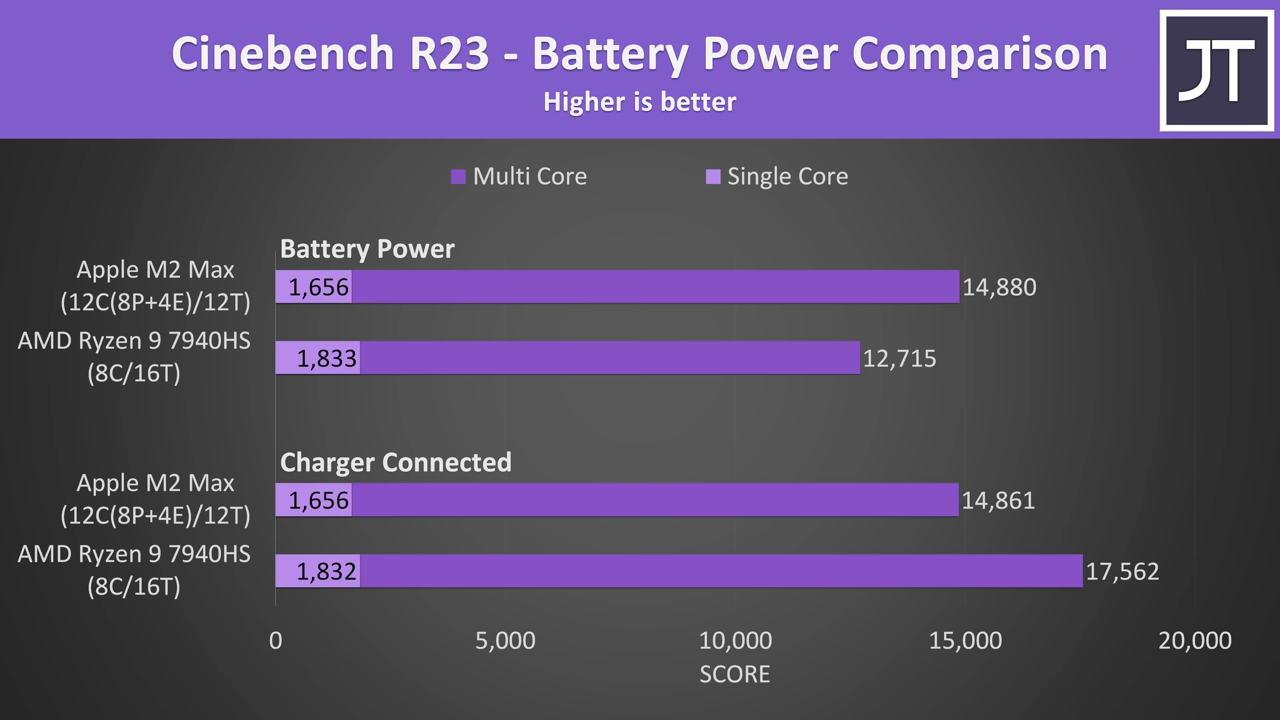 Cinebench R23 - Battery Power Comparison
Higher is better
JT
Multi Core
Single Core
Battery Power
Apple M2 Max
(12C(8P+4E)/12T)
1,656
14,880
AMD Ryzen 9 7940HS
(8C/16T)
1,833
12,715
Charger Connected
Apple M2 Max
(12C(8P+4E)/12T)
1,656
14,861
AMD Ryzen 9 7940HS
(8C/16T)
1,832
17,562
0
5,000
10,000
15,000
20,000
SCORE